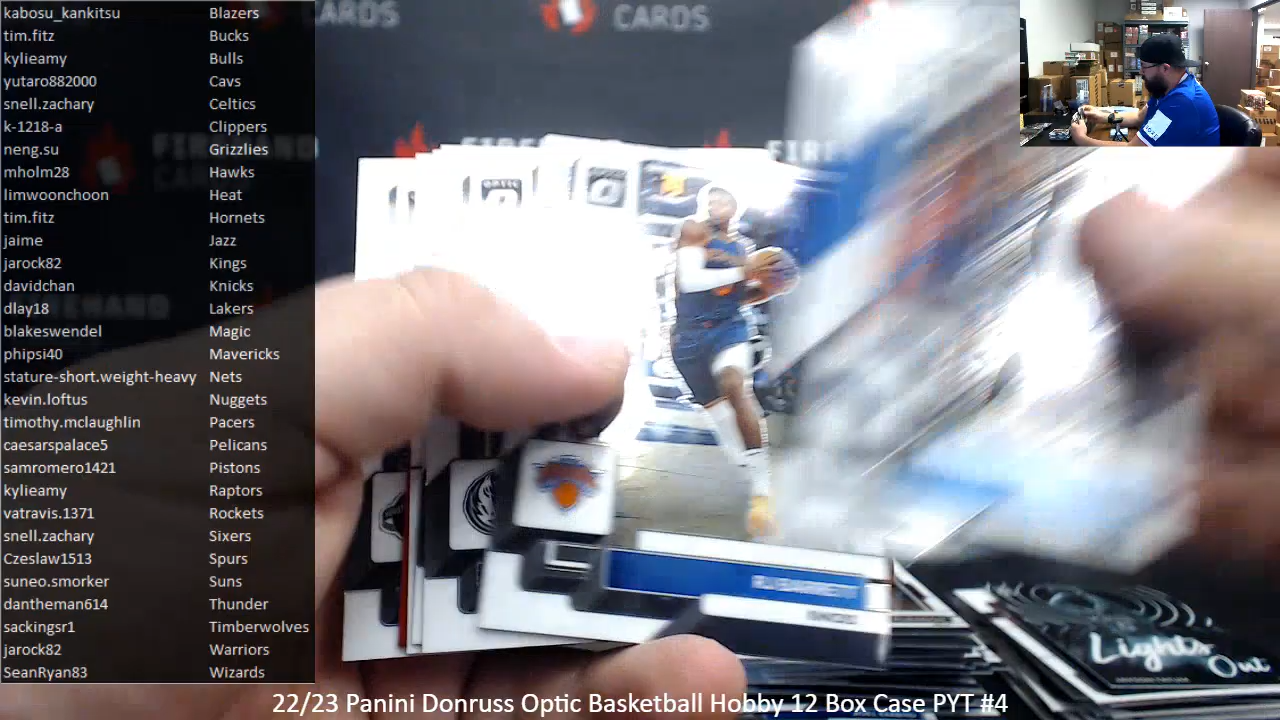 kabosu_kankitsu Blazers
tim.fitz Bucks
kylieamy Bulls
yutaro882000 Cavs
snell.zachary Celtics
k-1218-a Clippers
neng.su Grizzlies
mholm28 Hawks
limwoonchoon Heat
tim.fitz Hornets
jaime Jazz
jarock82 Kings
davidchan Knicks
dlay18 Lakers
blakeswendel Magic
phipsi40 Mavericks
stature-short.weight-heavy Nets
kevin.loftus Nuggets
timothy.mclaughlin Pacers
caesarspalace5 Pelicans
samromero1421 Pistons
kylieamy Raptors
vatravis.1371 Rockets
snell.zachary Sixers
Czeslaw1513 Spurs
suneo.smorker Suns
dantheman614 Thunder
sackingsr1 Timberwolves
jarock82 Warriors
SeanRyan83 Wizards
CARDS
CARDS
OPTIC
Lights
Out
22/23 Panini Donruss Optic Basketball Hobby 12 Box Case PYT #4